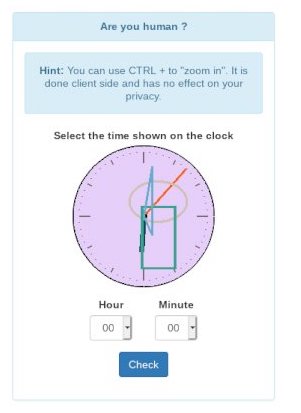 Are you human ?
Hint: You can use CTRL + to "zoom in". It is
done client side and has no effect on your
privacy.
Select the time shown on the clock
Hour Minute
00 00
Check